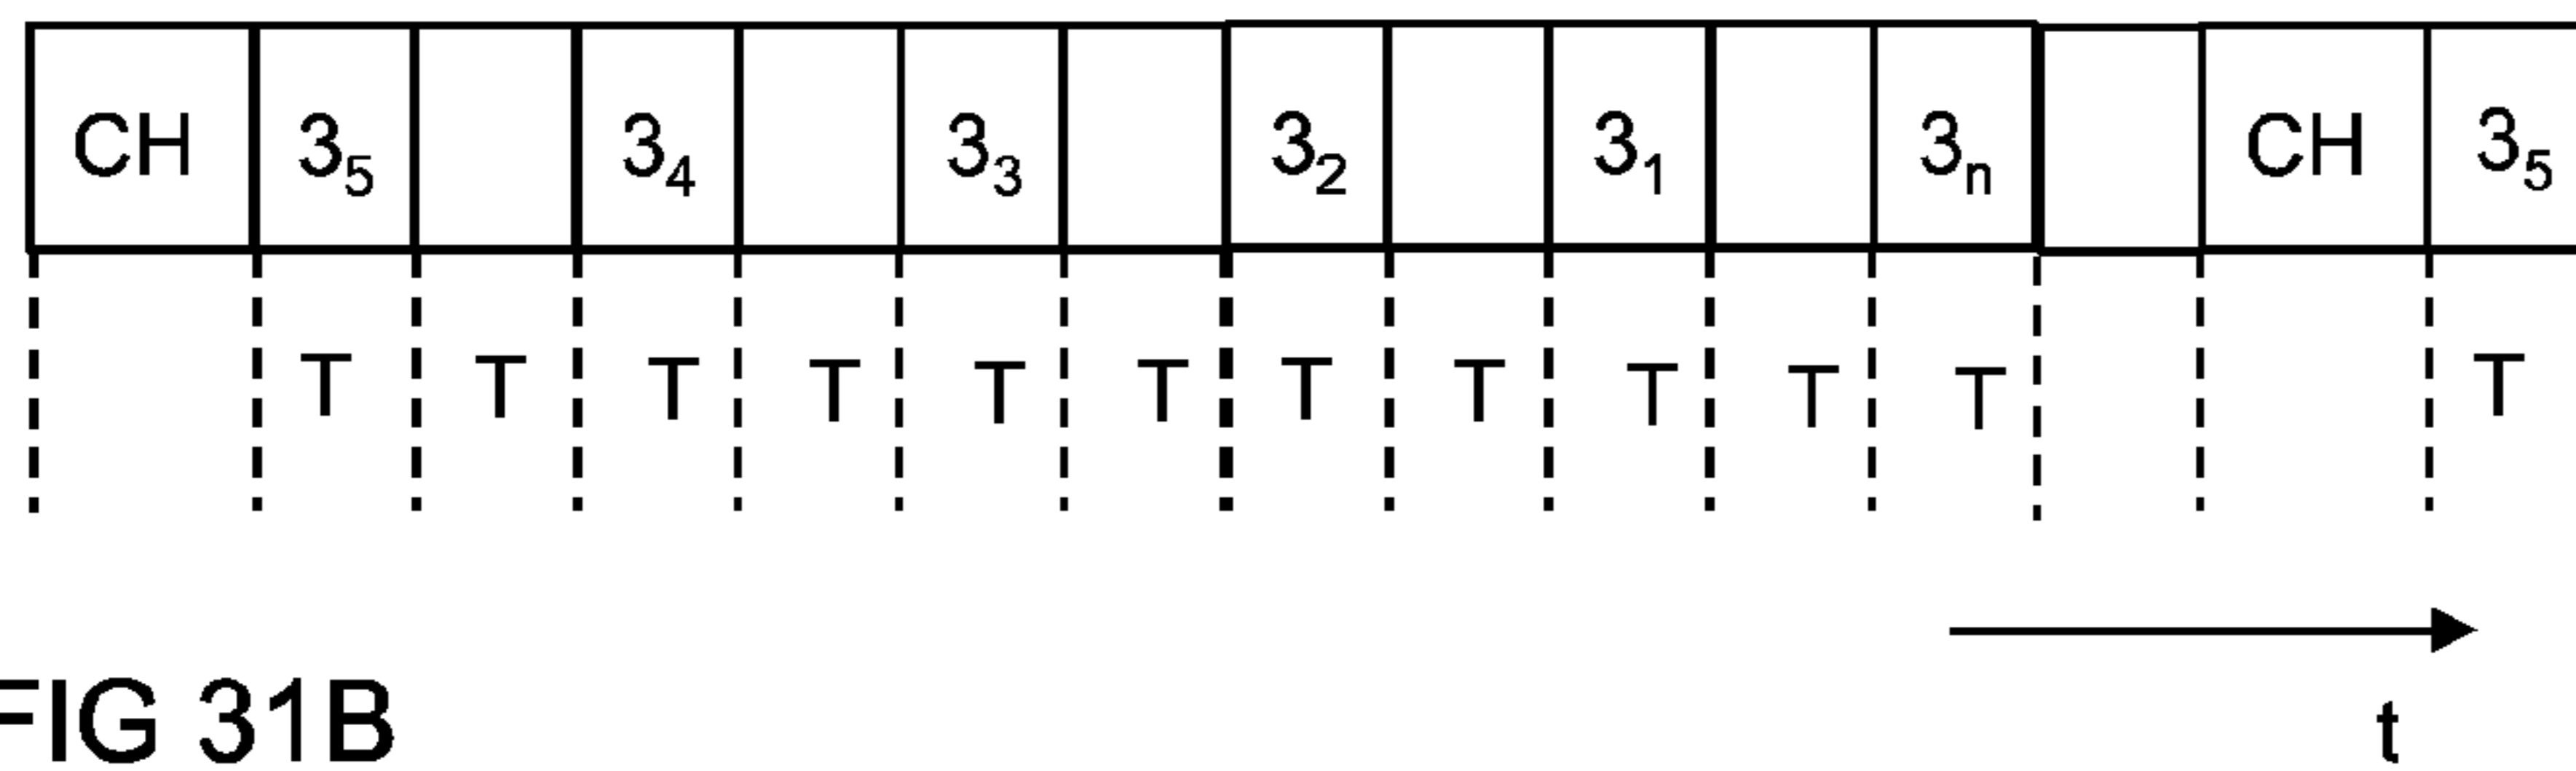 CH 3₅ 3₄ 3₃ 3₂ 3₁ 3ₙ CH 3₅
T T T T T T T T T T T T
FIG 31B
t